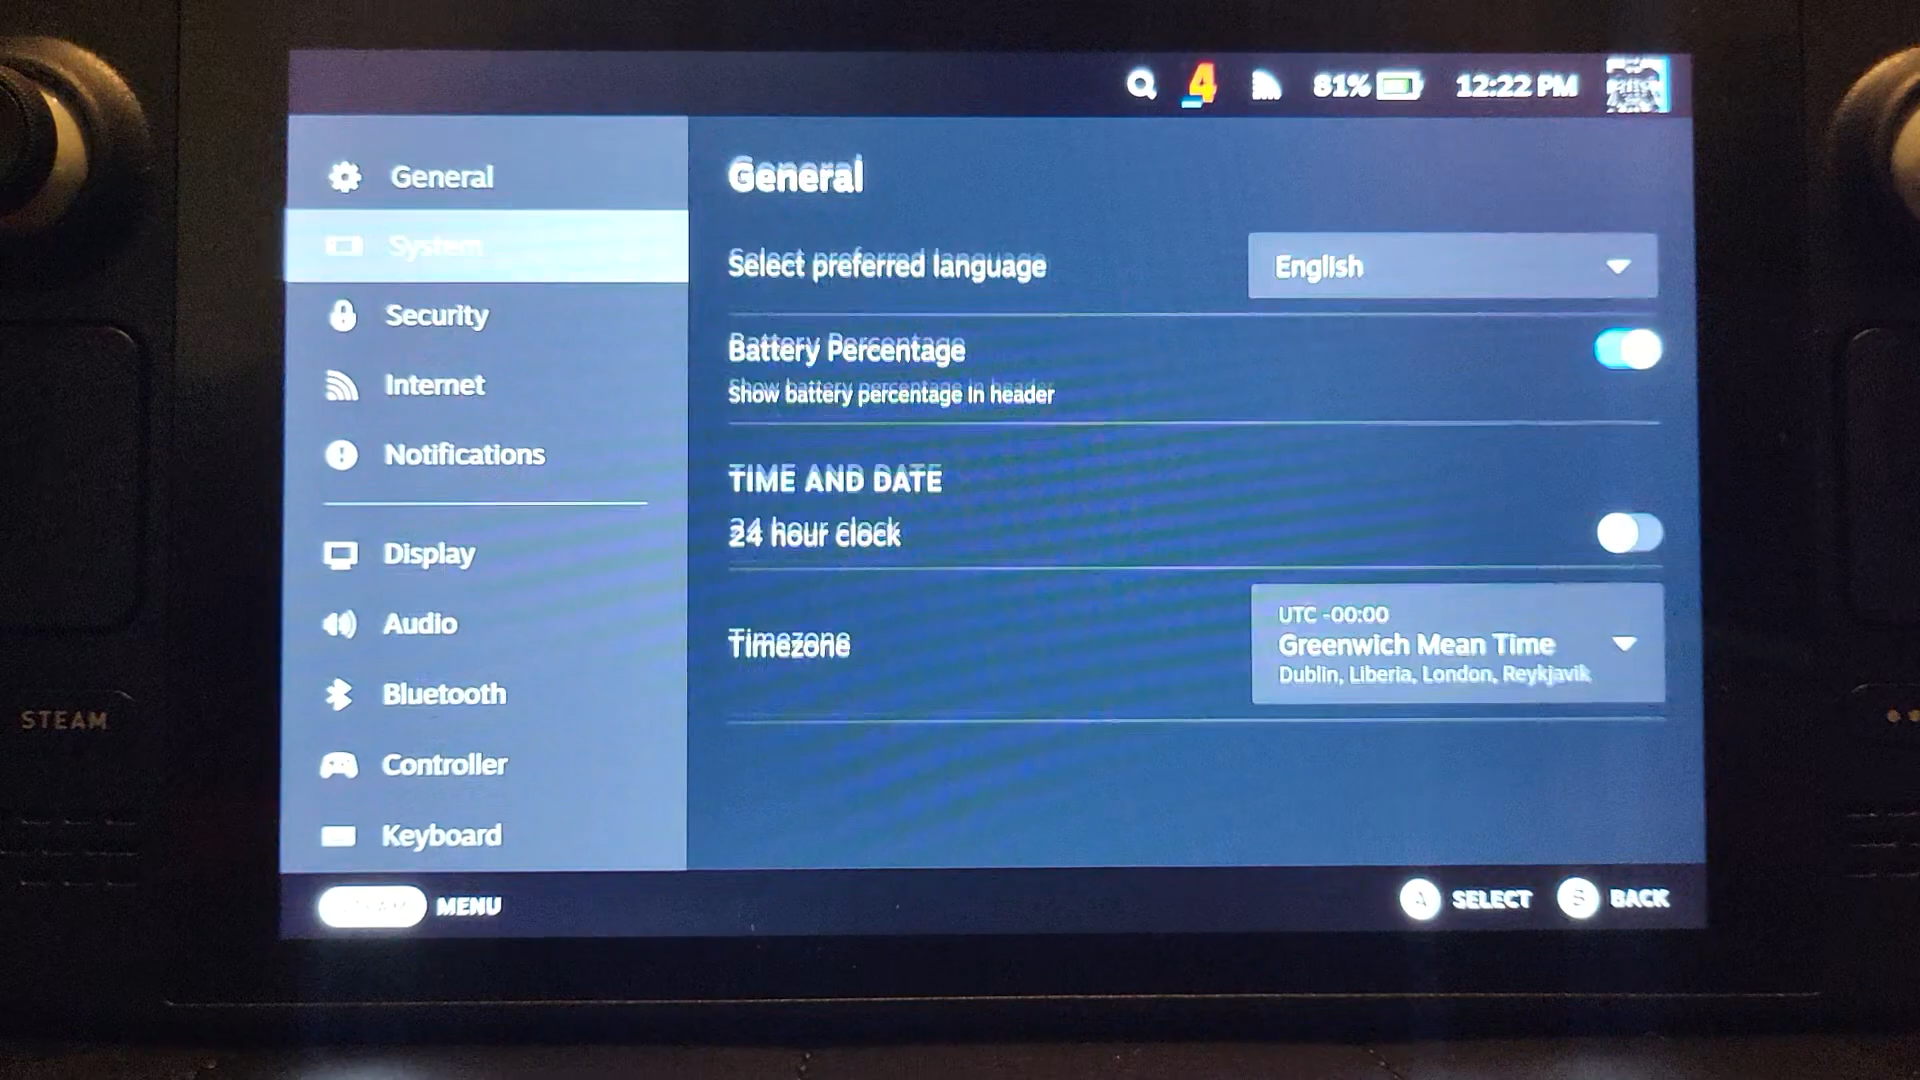 4
81%
12:22 PM
General
System
Security
Internet
Notifications
Display
Audio
Bluetooth
Controller
Keyboard
General
Select preferred language
English
Battery Percentage
Show battery percentage in header
TIME AND DATE
24 hour clock
Timezone
UTC -00:00
Greenwich Mean Time
Dublin, Liberia, London, Reykjavik
STEAM
STEAM
MENU
A SELECT
BACK